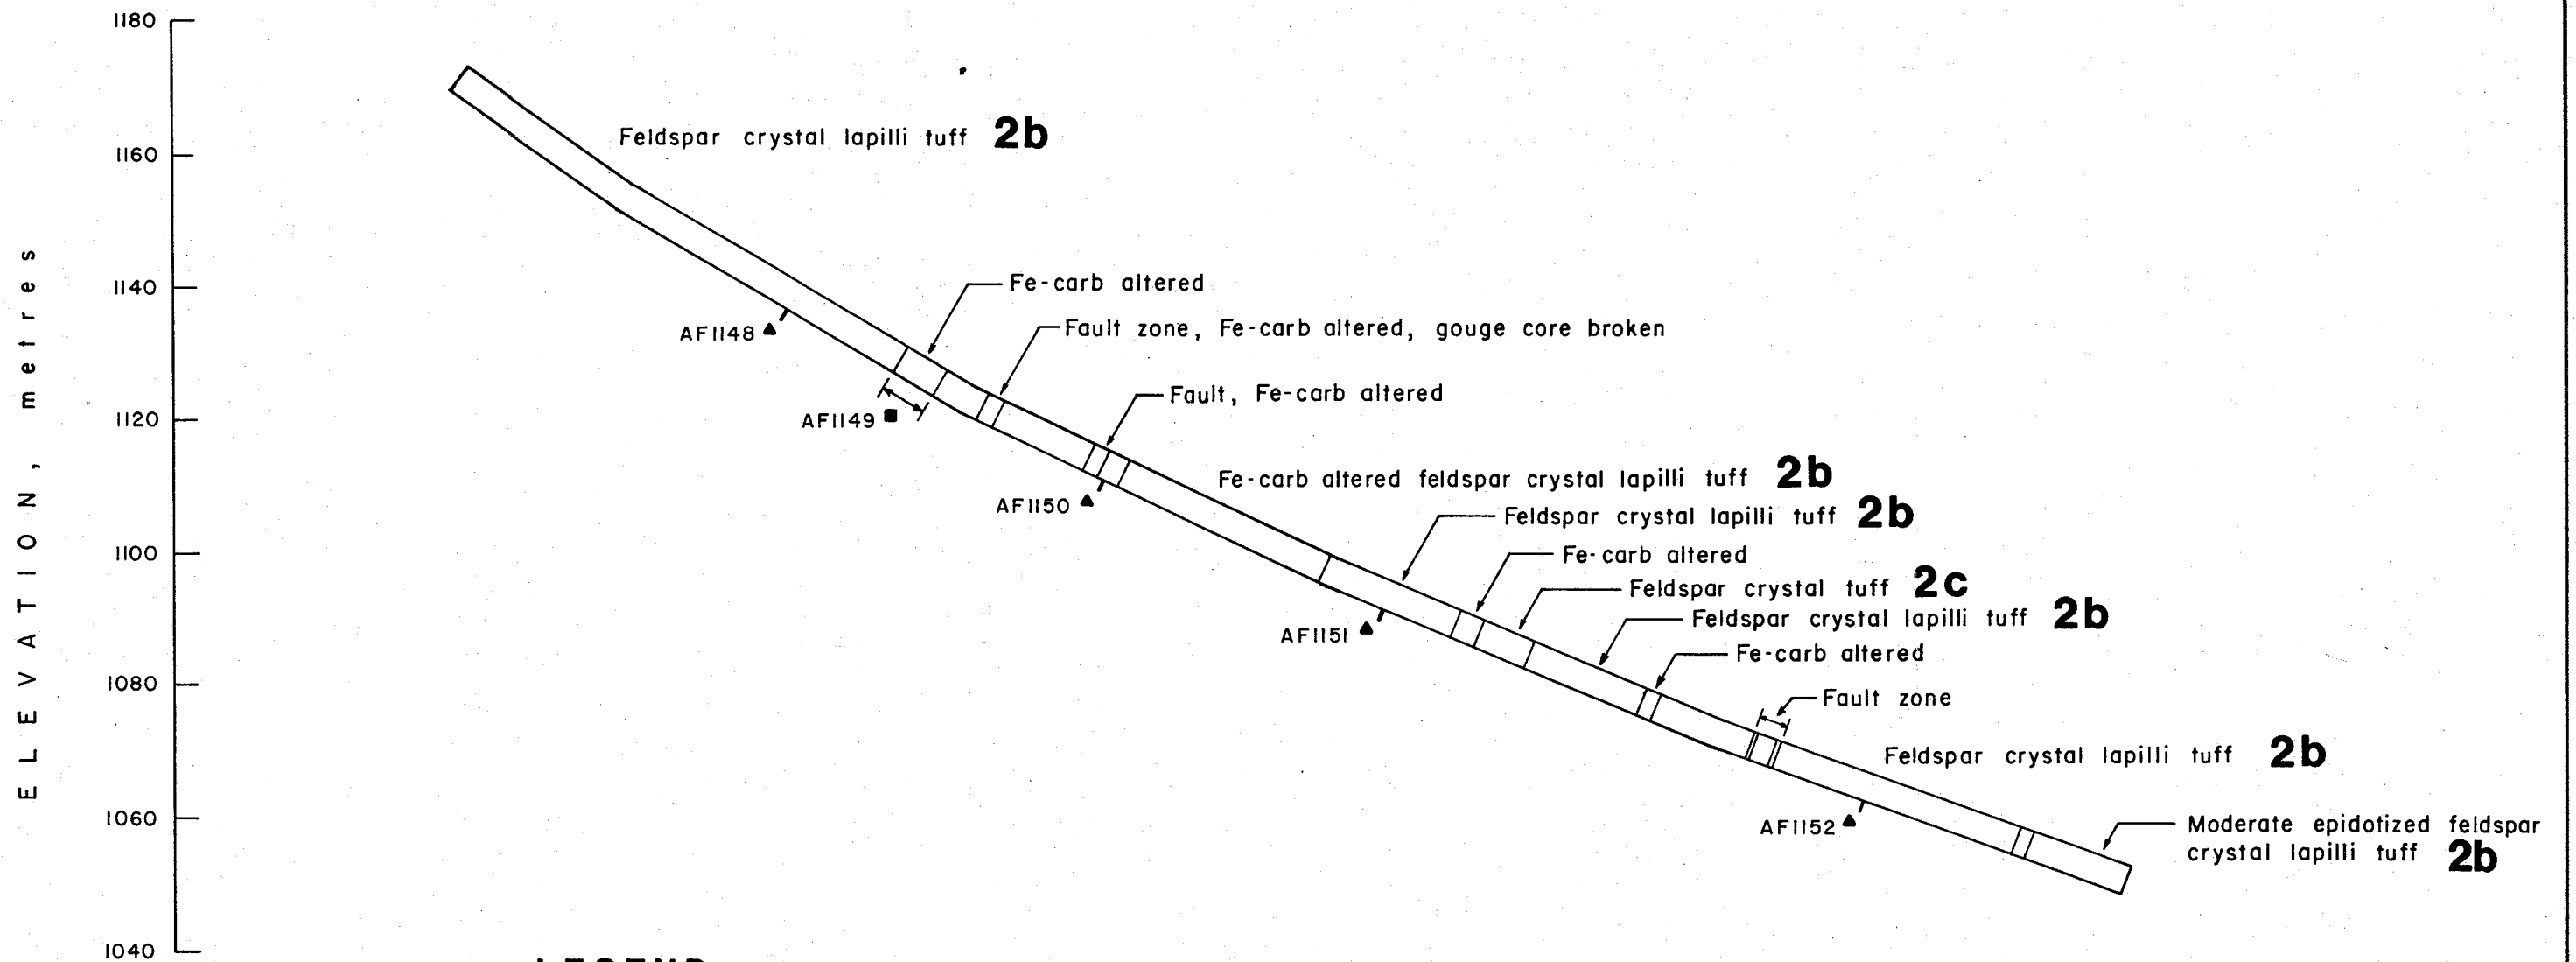 1180
Feldspar crystal lapilli tuff 2b
1160
1140
Fe-carb altered
Fault zone, Fe-carb altered, gouge core broken
AF1148
Fault, Fe-carb altered
AF1149
1120
Fe-carb altered feldspar crystal lapilli tuff 2b
AF1150
Feldspar crystal lapilli tuff 2b
1100
Fe-carb altered
Feldspar crystal tuff 2c
Feldspar crystal lapilli tuff 2b
AF1151
Fe-carb altered
1080
Fault zone
Feldspar crystal lapilli tuff 2b
1060
AF1152
Moderate epidotized feldspar
crystal lapilli tuff 2b
1040
ELEVATION, metres
LEGEND